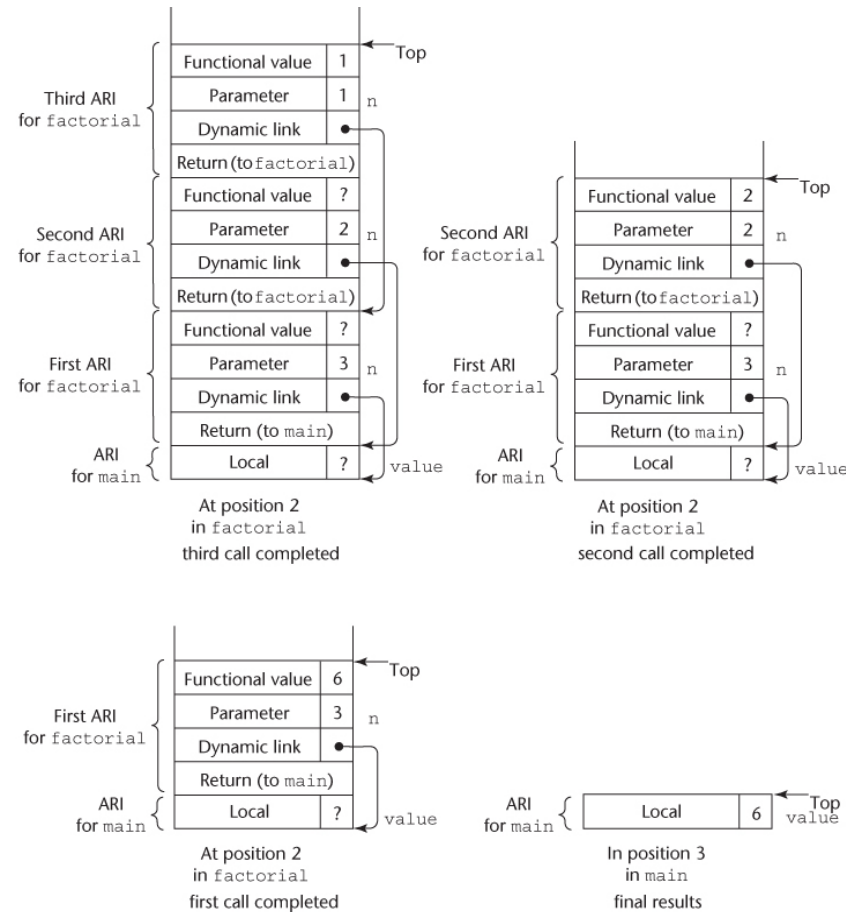 Top
Functional value 1
Third ARI
for factorial
Parameter 1 n
Dynamic link
Return (to factorial)
Second ARI
for factorial
Functional value ?
Parameter 2 n
Dynamic link
Return (to factorial)
First ARI
for factorial
Functional value ?
Parameter 3 n
Dynamic link
Return (to main)
ARI
for main
Local ? value
At position 2
in factorial
third call completed
Top
Second ARI
for factorial
Functional value 2
Parameter 2 n
Dynamic link
Return (to factorial)
First ARI
for factorial
Functional value ?
Parameter 3 n
Dynamic link
Return (to main)
ARI
for main
Local ? value
At position 2
in factorial
second call completed
Top
First ARI
for factorial
Functional value 6
Parameter 3 n
Dynamic link
Return (to main)
ARI
for main
Local ? value
At position 2
in factorial
first call completed
ARI
for main
Local 6
Top
value
In position 3
in main
final results